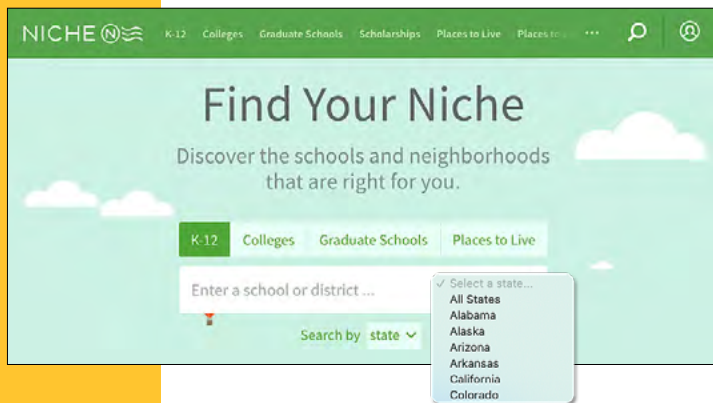 NICHE N
K-12 Colleges Graduate Schools Scholarships Places to Live Places to ...
Find Your Niche
Discover the schools and neighborhoods
that are right for you.
K-12 Colleges Graduate Schools Places to Live
Enter a school or district ...
✓ Select a state...
All States
Alabama
Alaska
Arizona
Arkansas
California
Colorado
Search by state